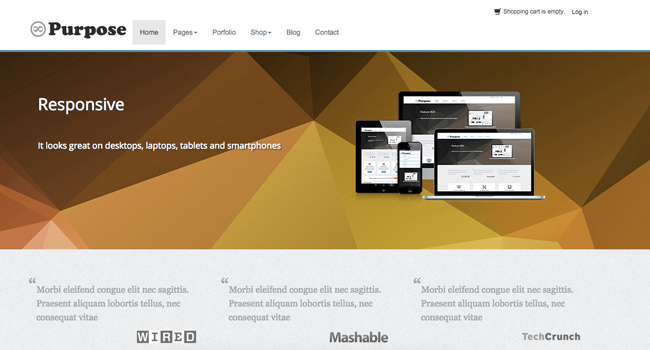 Shopping cart is empty. Log in
Purpose Home Pages Porfolio Shop Blog Contact
Responsive
It looks great on desktops, laptops, tablets and smartphones
“ Morbi eleifend congue elit nec sagittis.
Praesent aliquam lobortis tellus, nec
consequat vitae
WIRED
“ Morbi eleifend congue elit nec sagittis.
Praesent aliquam lobortis tellus, nec
consequat vitae
Mashable
“ Morbi eleifend congue elit nec sagittis.
Praesent aliquam lobortis tellus, nec
consequat vitae
TechCrunch